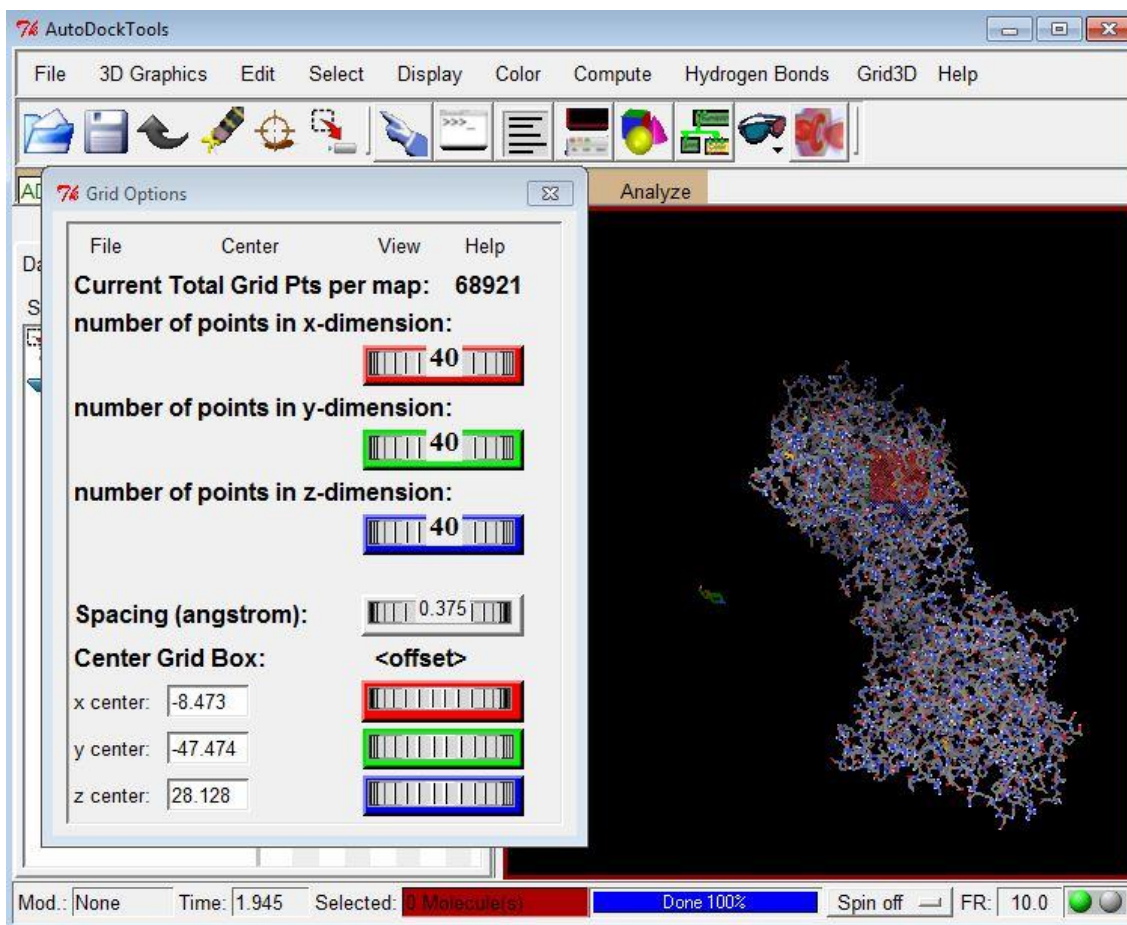 AutoDockTools
File 3D Graphics Edit Select Display Color Compute Hydrogen Bonds Grid3D Help
>>>_
Grid Options
Analyze
File Center View Help
Current Total Grid Pts per map: 68921
number of points in x-dimension:
40
number of points in y-dimension:
40
number of points in z-dimension:
40
Spacing (angstrom): 0.375
Center Grid Box: <offset>
x center: -8.473
y center: -47.474
z center: 28.128
Mod.: None Time: 1.945 Selected: 0 Molecule(s) Done 100% Spin off FR: 10.0